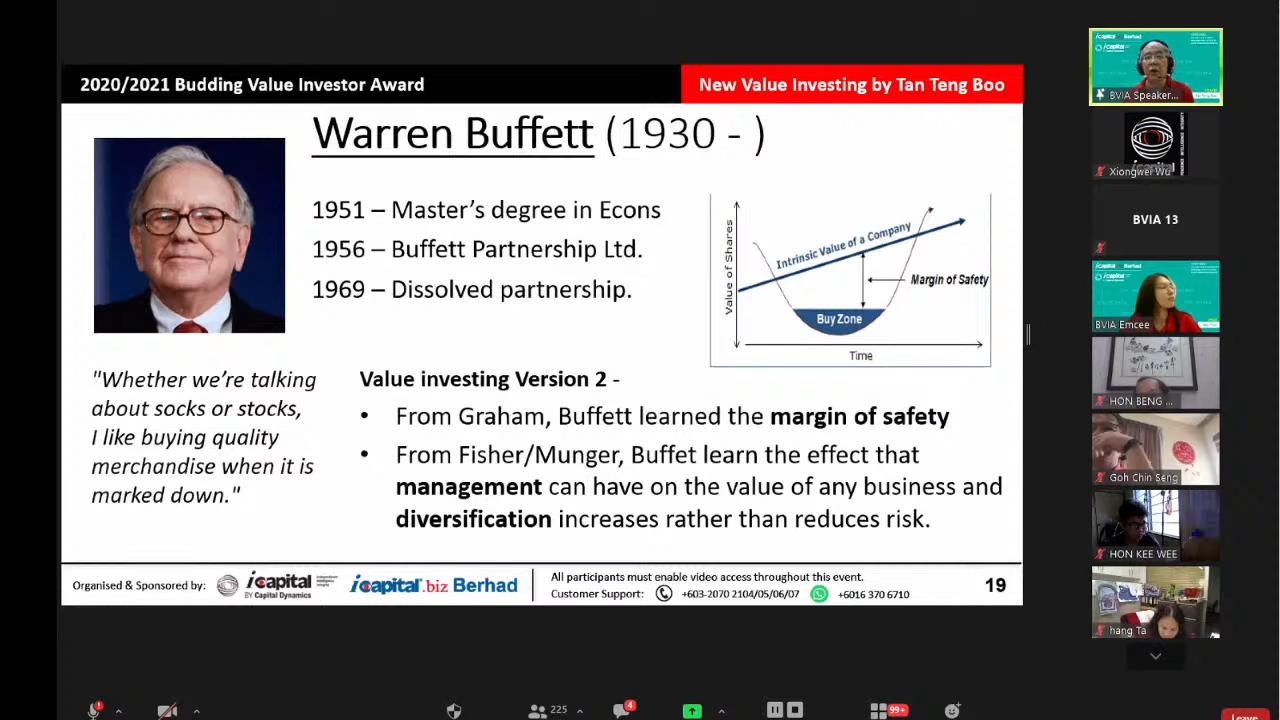 2020/2021 Budding Value Investor Award
New Value Investing by Tan Teng Boo
Warren Buffett (1930 - )
1951 – Master's degree in Econs
1956 – Buffett Partnership Ltd.
1969 – Dissolved partnership.
Value of Shares
Intrinsic Value of a Company
Margin of Safety
Buy Zone
Time
"Whether we're talking
about socks or stocks,
I like buying quality
merchandise when it is
marked down."
Value investing Version 2 -
• From Graham, Buffett learned the margin of safety
• From Fisher/Munger, Buffet learn the effect that
management can have on the value of any business and
diversification increases rather than reduces risk.
Organised & Sponsored by:
icapital
BY Capital Dynamics
icapital.biz Berhad
All participants must enable video access throughout this event.
Customer Support: +603-2070 2104/05/06/07 +6016 370 6710
19
BVIA Speaker...
Xiongwei Wu
BVIA 13
BVIA Emcee
HON BENG ...
Goh Chin Seng
HON KEE WEE
hang Ta
225
4
99+
Leave